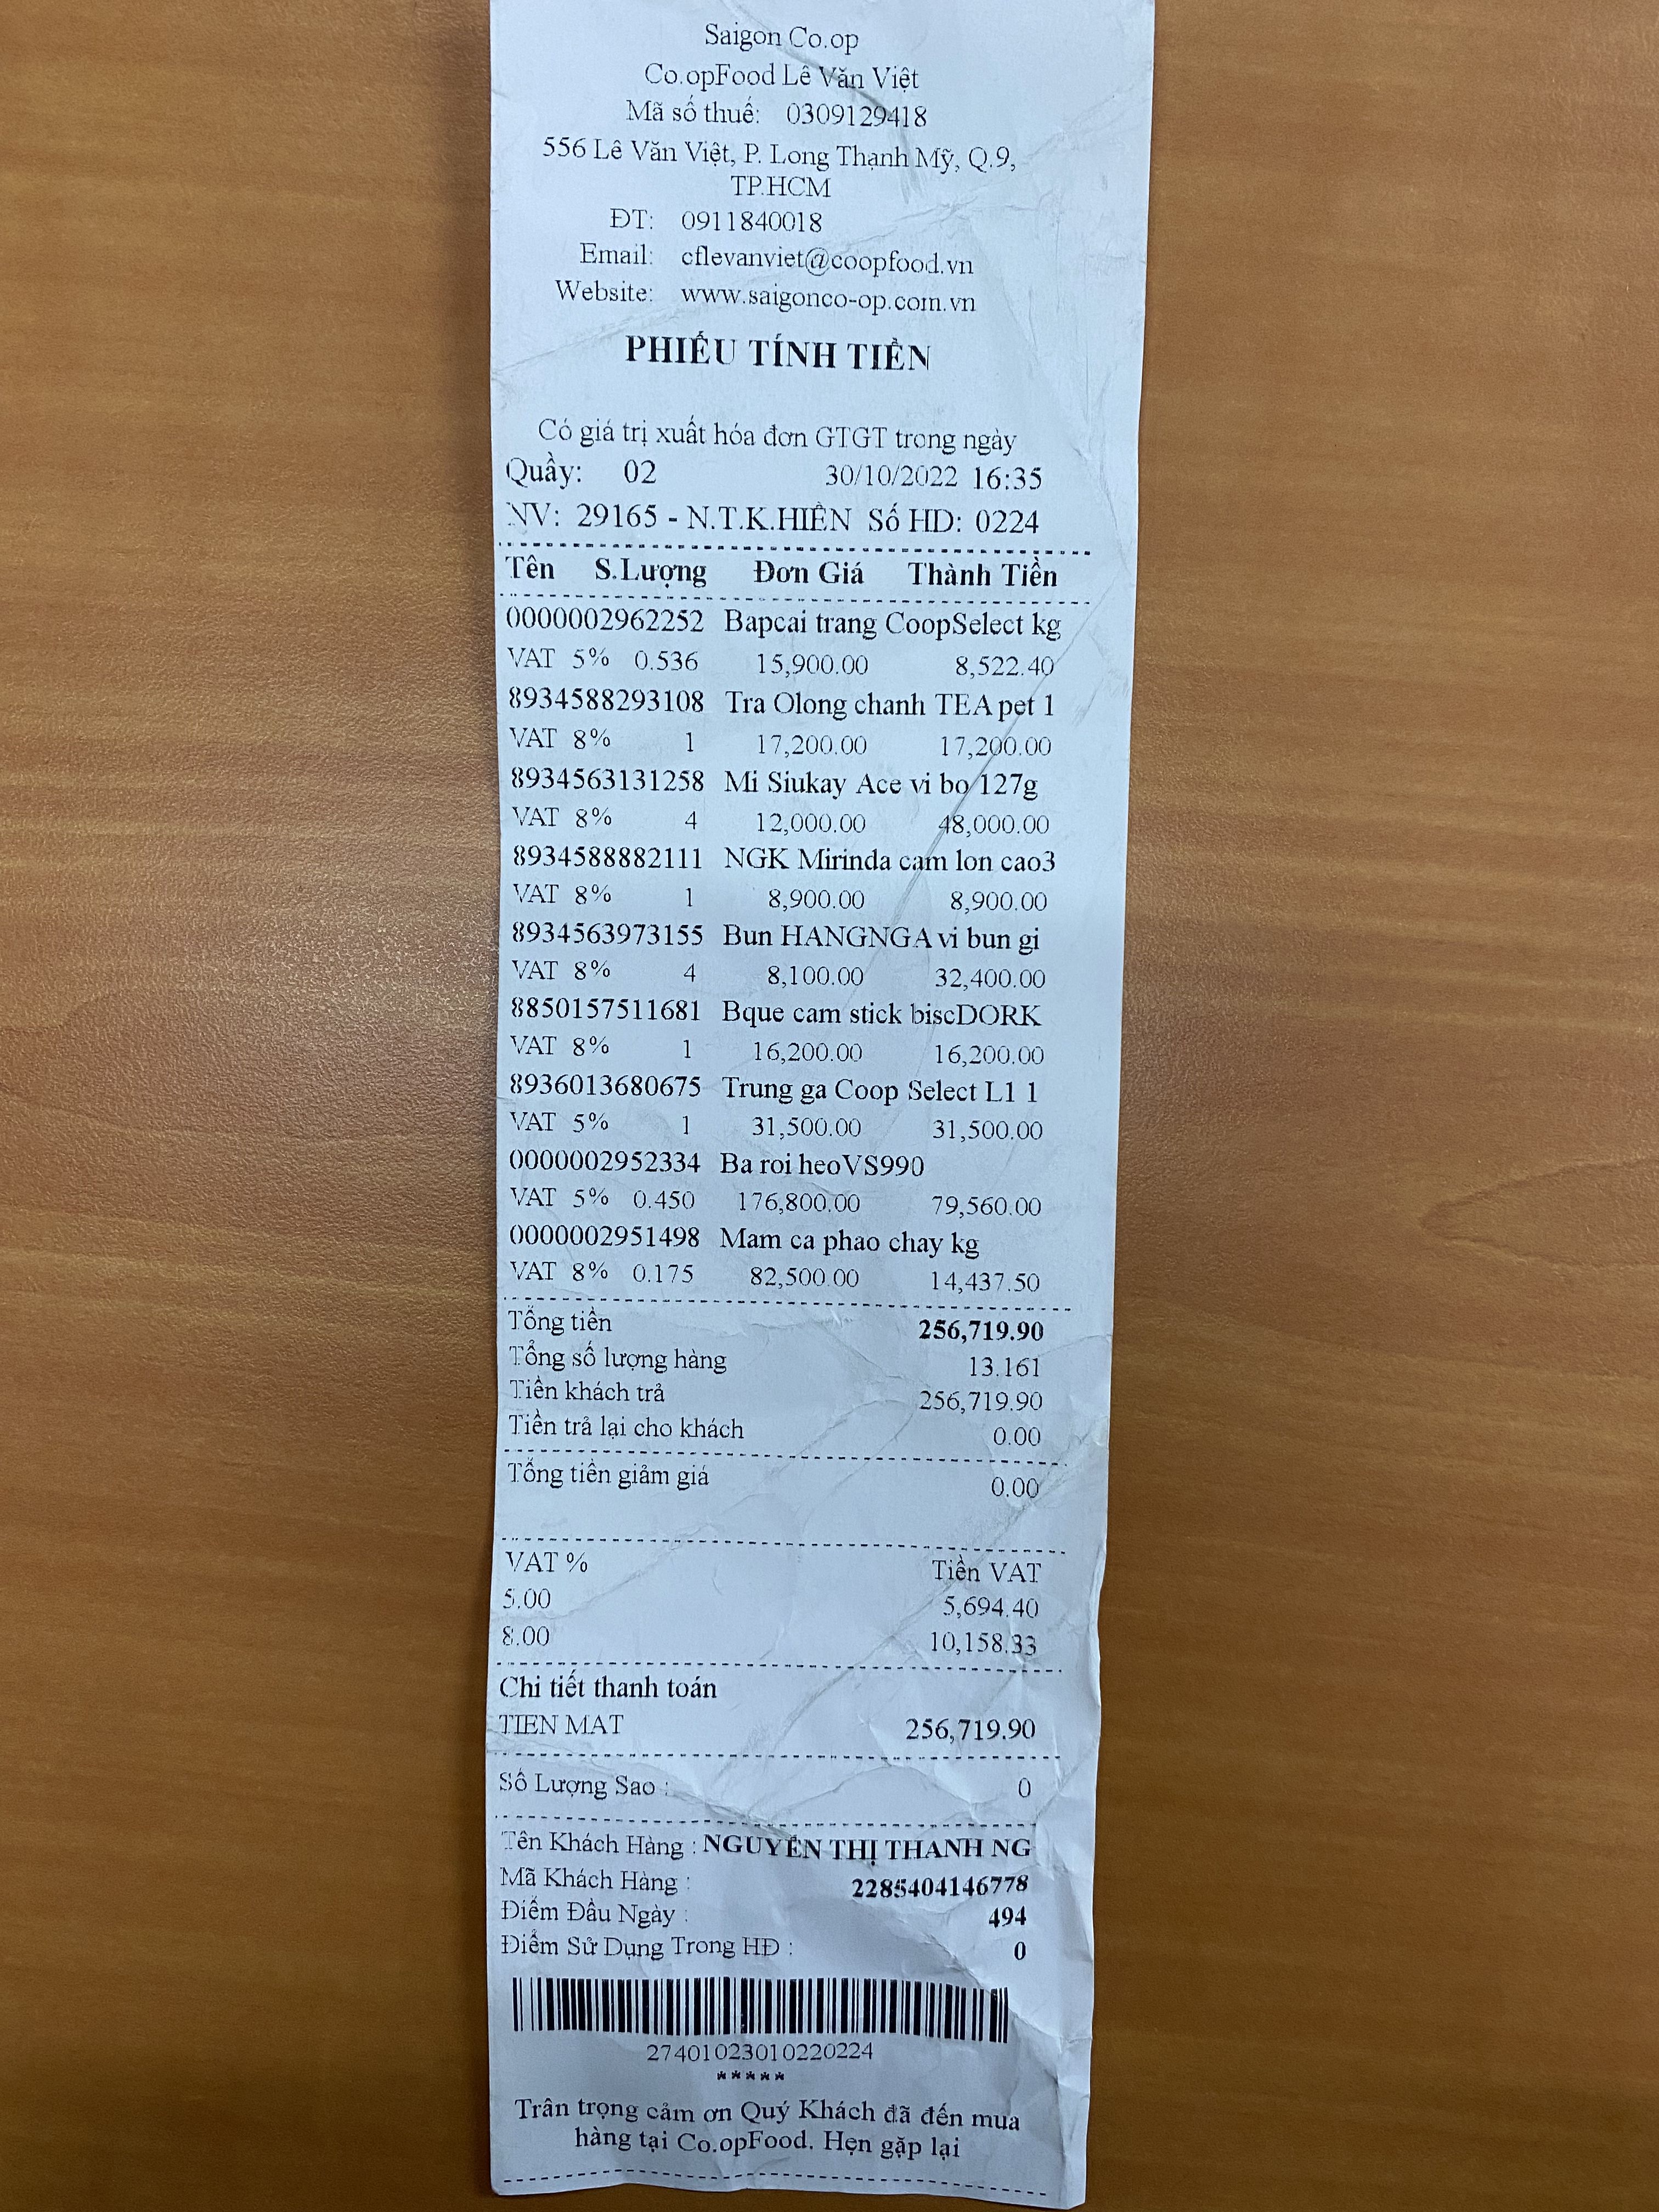 Saigon Co.op
Co.opFood Lê Văn Việt
Mã số thuế: 0309129418
556 Lê Văn Việt, P. Long Thạnh Mỹ, Q.9,
TP.HCM
ĐT: 0911840018
Email: cflevanviet@coopfood.vn
Website: www.saigonco-op.com.vn
PHIẾU TÍNH TIỀN
Có giá trị xuất hóa đơn GTGT trong ngày
Quầy: 02 30/10/2022 16:35
NV: 29165 - N.T.K.HIỀN Số HD: 0224
Tên S.Lượng Đơn Giá Thành Tiền
0000002962252 Bapcai trang CoopSelect kg
VAT 5% 0.536 15,900.00 8,522.40
8934588293108 Tra Olong chanh TEA pet 1
VAT 8% 1 17,200.00 17,200.00
8934563131258 Mi Siukay Ace vi bo 127g
VAT 8% 4 12,000.00 48,000.00
8934588882111 NGK Mirinda cam lon cao3
VAT 8% 1 8,900.00 8,900.00
8934563973155 Bun HANGNGA vi bun gi
VAT 8% 4 8,100.00 32,400.00
8850157511681 Bque cam stick biscDORK
VAT 8% 1 16,200.00 16,200.00
8936013680675 Trung ga Coop Select L1 1
VAT 5% 1 31,500.00 31,500.00
0000002952334 Ba roi heoVS990
VAT 5% 0.450 176,800.00 79,560.00
0000002951498 Mam ca phao chay kg
VAT 8% 0.175 82,500.00 14,437.50
Tổng tiền 256,719.90
Tổng số lượng hàng 13.161
Tiền khách trả 256,719.90
Tiền trả lại cho khách 0.00
Tổng tiền giảm giá 0.00
VAT % Tiền VAT
5.00 5,694.40
8.00 10,158.33
Chi tiết thanh toán
TIEN MAT 256,719.90
Số Lượng Sao : 0
Tên Khách Hàng : NGUYỄN THỊ THANH NG
Mã Khách Hàng : 2285404146778
Điểm Đầu Ngày : 494
Điểm Sử Dụng Trong HĐ : 0
27401023010220224
*****
Trân trọng cảm ơn Quý Khách đã đến mua
hàng tại Co.opFood. Hẹn gặp lại